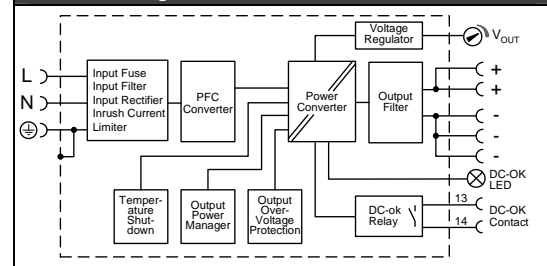 Voltage
Regulator
VOUT
L
N
Input Fuse
Input Filter
Input Rectifier
Inrush Current
Limiter
PFC
Converter
Power
Converter
Output
Filter
+
+
-
-
-
DC-OK
LED
Temper-
ature
Shut-
down
Output
Power
Manager
Output
Over-
Voltage
Protection
DC-ok
Relay
13
14
DC-OK
Contact